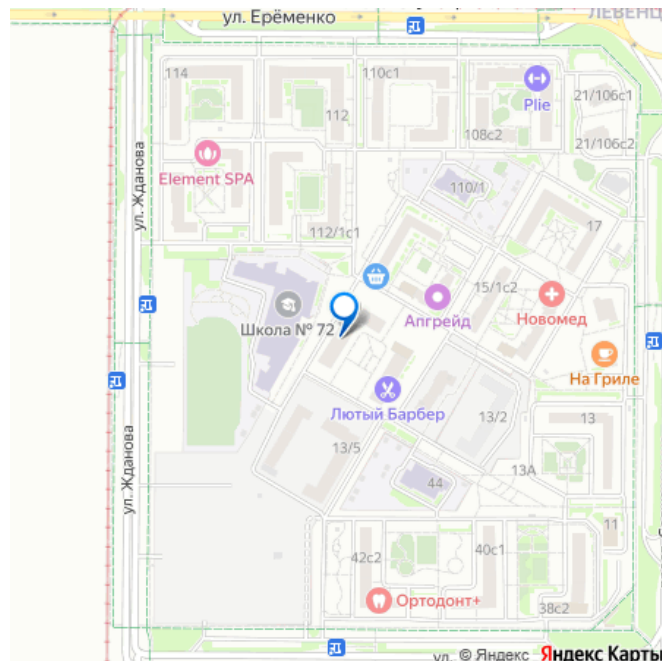 ул. Ерёменко
ЛЕВЕНЦ
114
110с1
112
Plie
21/106с1
108с2
21/106с2
Element SPA
110/1
ул. Жданова
112/1с1
17
15/1с2
Школа № 72
Апгрейд
Новомед
На Гриле
Лютый Барбер
13/2
13
13/5
13А
ул. Жданова
44
11
42с2
40с1
Ортодонт+
38с2
ул.
© Яндекс Яндекс Карты